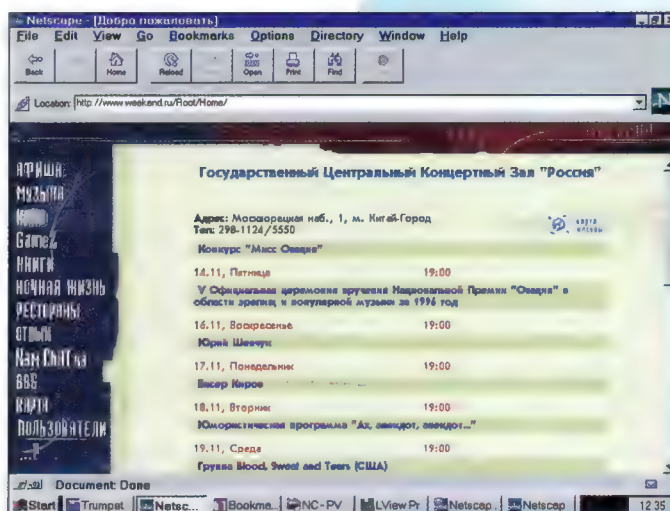 Netscape - [Добро пожаловать]
File Edit View Go Bookmarks Options Directory Window Help
Back Home Reload Open Print Find
Location: http://www.weekend.ru/Root/Home/
N
АФИША
МУЗЫКА
КИНО
GameZ
КНИГИ
НОЧНАЯ ЖИЗНЬ
РЕСТОРАНЫ
ОТДЫХ
BBS
КАРТА
ПОЛЬЗОВАТЕЛИ
...!
Государственный Центральный Концертный Зал "Россия"
Адрес: Москворецкая наб., 1, м. Китай-Город
Тел: 298-1124/5550
карта москвы
Конкурс "Мисс Овация"
14.11, Пятница 19:00
V Официальная церемония вручения Национальной Премии "Овация" в
области зрелищ и популярной музыки за 1996 год
16.11, Воскресенье 19:00
Юрий Шевчук
17.11, Понедельник 19:00
Бисер Киров
18.11, Вторник 19:00
Юмористическая программа "Ах, анекдот, анекдот..."
19.11, Среда 19:00
Группа Blood, Sweat and Tears (США)
Document: Done
Start Trumpet Netsc... Bookma... NC - PV LView Pr Netscap.. Netscap 12:35